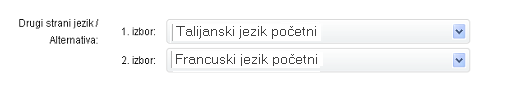 Drugi strani jezik /
Alternativa:
1. izbor: Talijanski jezik početni
2. izbor: Francuski jezik početni